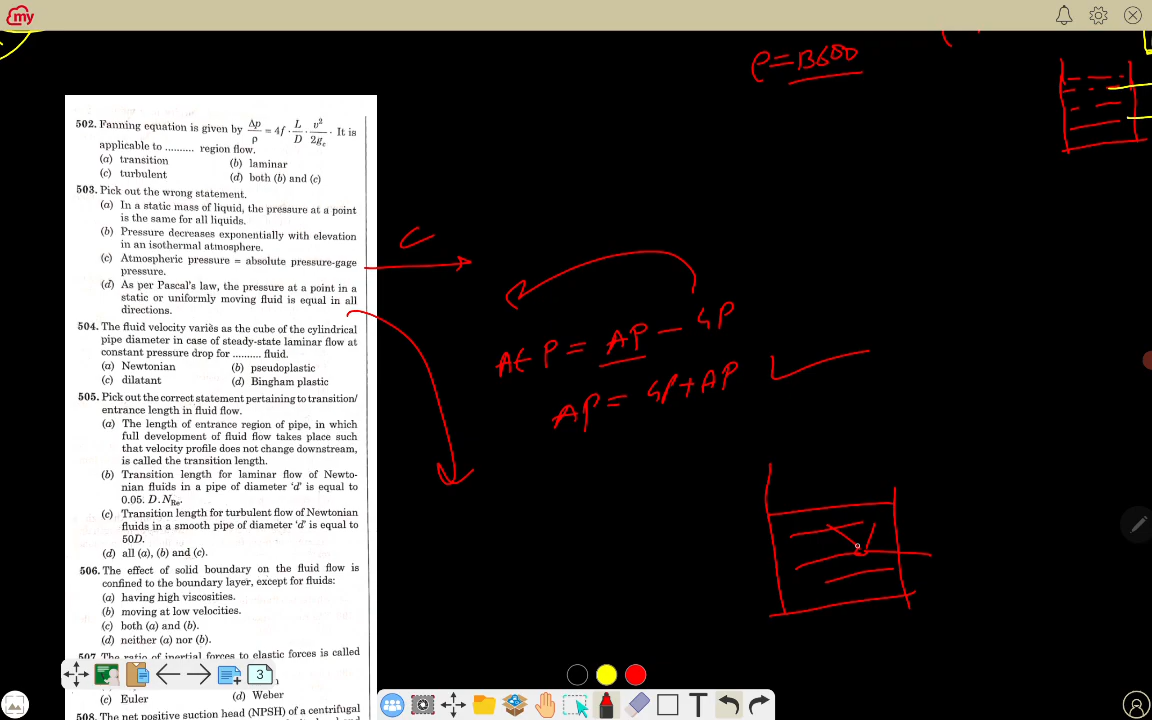 my
ρ=13600
502. Fanning equation is given by Δp/ρ = 4f · L/D · v²/2g_c · It is
applicable to .......... region flow.
(a) transition (b) laminar
(c) turbulent (d) both (b) and (c)
503. Pick out the wrong statement.
(a) In a static mass of liquid, the pressure at a point
is the same for all liquids.
(b) Pressure decreases exponentially with elevation
in an isothermal atmosphere.
(c) Atmospheric pressure = absolute pressure-gage
pressure.
(d) As per Pascal's law, the pressure at a point in a
static or uniformly moving fluid is equal in all
directions.
504. The fluid velocity varies as the cube of the cylindrical
pipe diameter in case of steady-state laminar flow at
constant pressure drop for .......... fluid.
(a) Newtonian (b) pseudoplastic
(c) dilatant (d) Bingham plastic
505. Pick out the correct statement pertaining to transition/
entrance length in fluid flow.
(a) The length of entrance region of pipe, in which
full development of fluid flow takes place such
that velocity profile does not change downstream,
is called the transition length.
(b) Transition length for laminar flow of Newto-
nian fluids in a pipe of diameter 'd' is equal to
0.05. D.N_Re.
(c) Transition length for turbulent flow of Newtonian
fluids in a smooth pipe of diameter 'd' is equal to
50D.
(d) all (a), (b) and (c).
506. The effect of solid boundary on the fluid flow is
confined to the boundary layer, except for fluids:
(a) having high viscosities.
(b) moving at low velocities.
(c) both (a) and (b).
(d) neither (a) nor (b).
507. The ratio of inertial forces to elastic forces is called
(c) Euler (d) Weber
508. The net positive suction head (NPSH) of a centrifugal
C
At P = AP - GP
AP = GP + AP
3
T